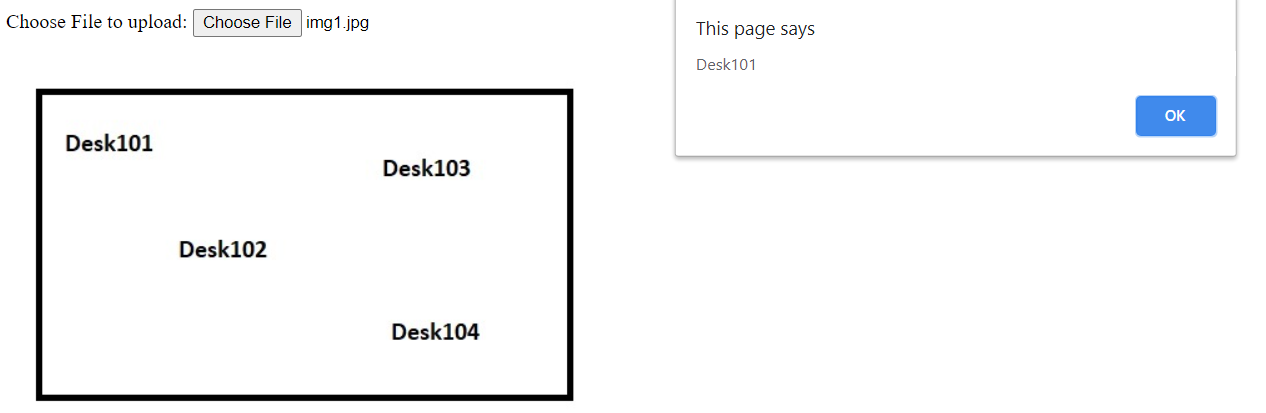 Choose File to upload: Choose File img1.jpg
This page says
Desk101
OK
Desk101
Desk103
Desk102
Desk104